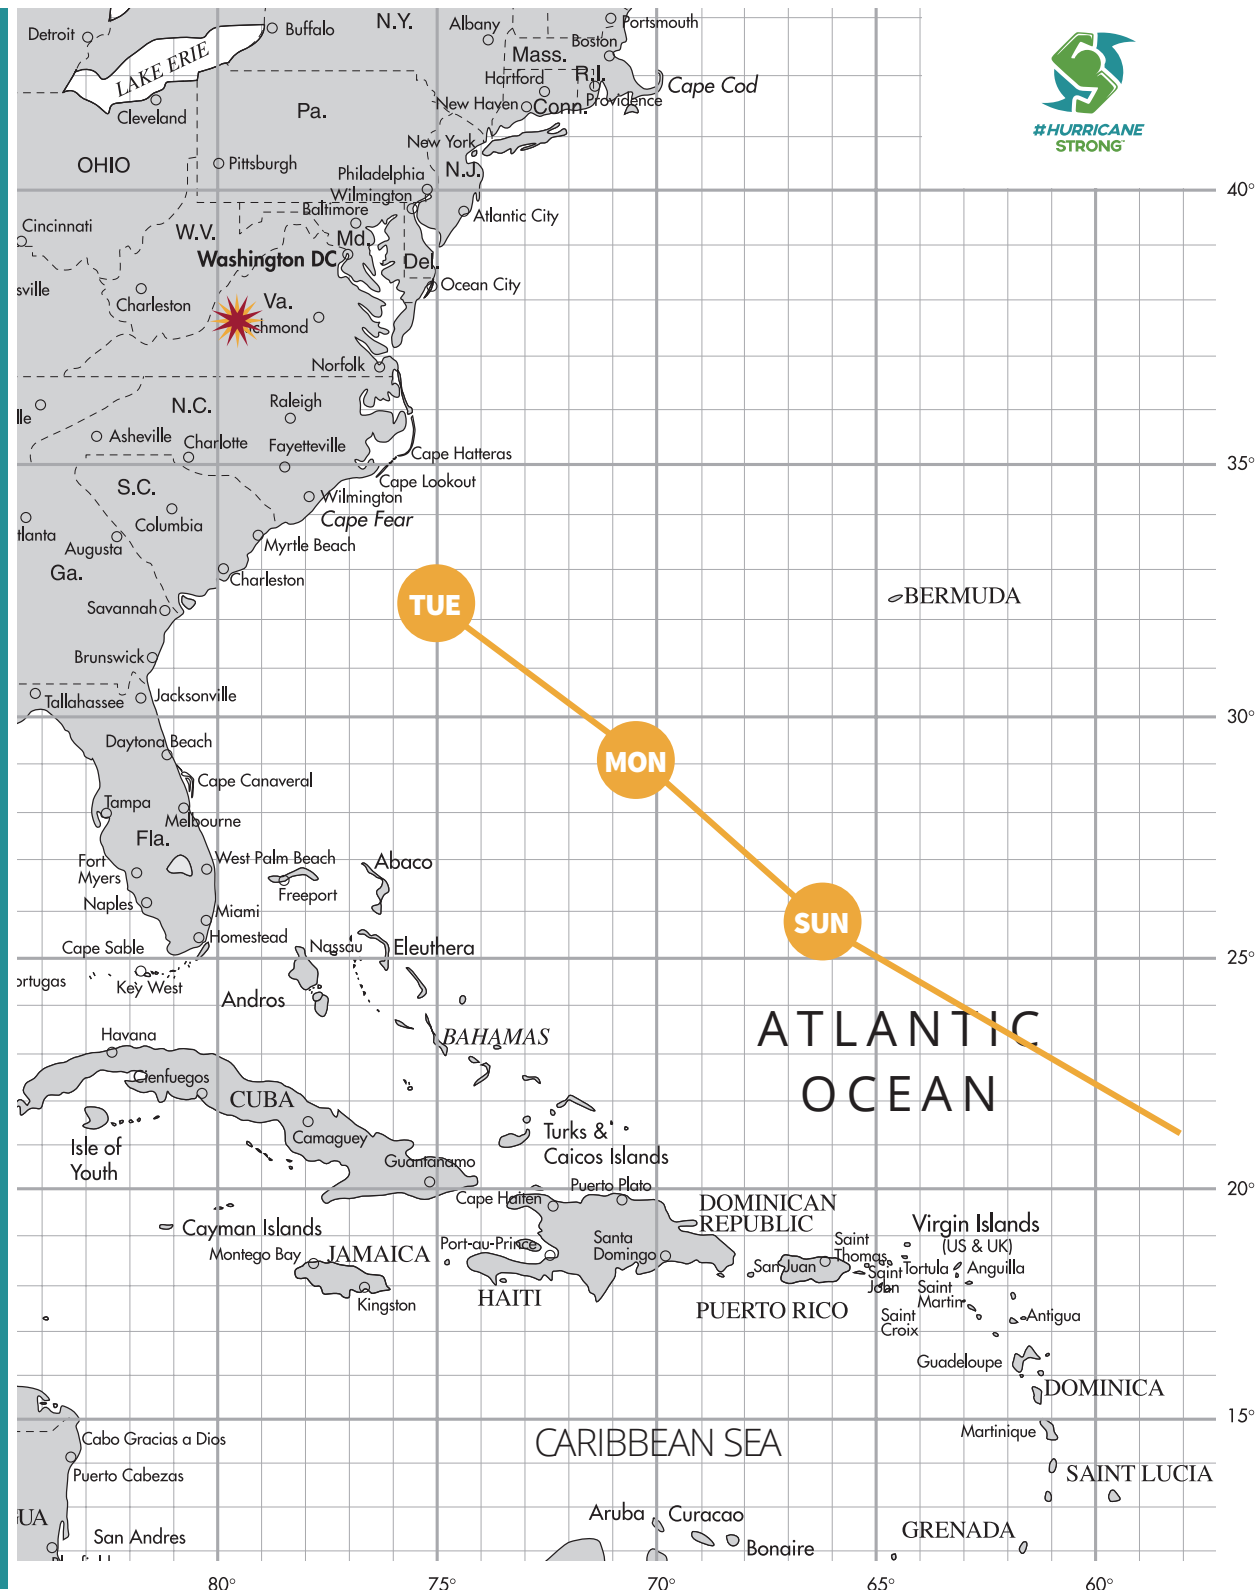 Detroit
Buffalo
N.Y.
Albany
Portsmouth
LAKE ERIE
Mass.
Boston
Hartford
R.I.
Cape Cod
Cleveland
Pa.
New Haven
Conn.
Providence
#HURRICANE
STRONG
New York
OHIO
Pittsburgh
Philadelphia
N.J.
Wilmington
40°
Baltimore
Atlantic City
Cincinnati
W.V.
Md.
Washington DC
Del.
sville
Ocean City
Charleston
Va.
chmond
Norfolk
N.C.
Raleigh
lle
Asheville
Charlotte
Fayetteville
Cape Hatteras
35°
Cape Lookout
S.C.
Wilmington
Columbia
Cape Fear
tlanta
Augusta
Myrtle Beach
Ga.
Charleston
Savannah
TUE
BERMUDA
Brunswick
Tallahassee
Jacksonville
30°
Daytona Beach
MON
Cape Canaveral
Tampa
Melbourne
Fla.
West Palm Beach
Abaco
Fort
Myers
Freeport
Naples
Miami
SUN
Homestead
Cape Sable
Nassau
Eleuthera
25°
ortugas
Key West
Andros
ATLANTIC
OCEAN
Havana
BAHAMAS
Cienfuegos
CUBA
Camaguey
Turks &
Caicos Islands
Isle of
Youth
Guantanamo
Puerto Plato
20°
Cape Haiten
DOMINICAN
REPUBLIC
Cayman Islands
Virgin Islands
(US & UK)
Montego Bay
JAMAICA
Port-au-Prince
Santa
Domingo
Saint
Thomas
San Juan
Saint
John
Tortula
Anguilla
Kingston
HAITI
PUERTO RICO
Saint
Martin
Saint
Croix
Antigua
Guadeloupe
DOMINICA
15°
Cabo Gracias a Dios
CARIBBEAN SEA
Martinique
Puerto Cabezas
SAINT LUCIA
UA
San Andres
Aruba
Curacao
Bonaire
GRENADA
80°
75°
70°
65°
60°